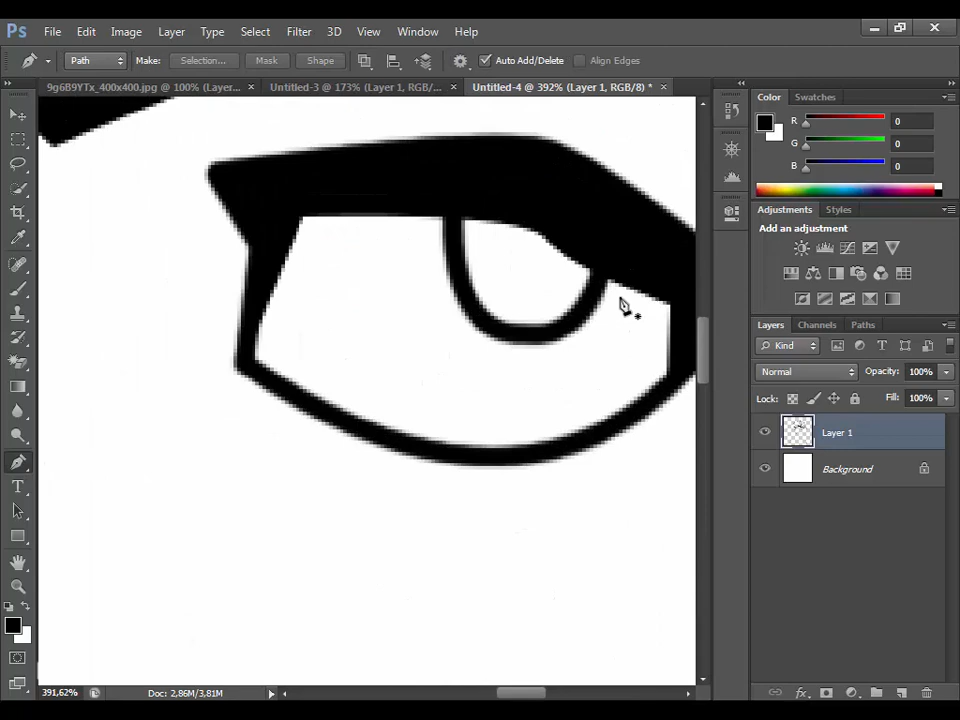 Ps File Edit Image Layer Type Select Filter 3D View Window Help
Path Make: Selection... Mask Shape Auto Add/Delete Align Edges
9g6B9YTx_400x400.jpg @ 100% (Layer... × Untitled-3 @ 173% (Layer 1, RGB/... × Untitled-4 @ 392% (Layer 1, RGB/8) * ×
Color Swatches
R 0
G 0
B 0
Adjustments Styles
Add an adjustment
Layers Channels Paths
Kind
Normal Opacity: 100%
Lock: Fill: 100%
Layer 1
Background
391,62% Doc: 2,86M/3,81M